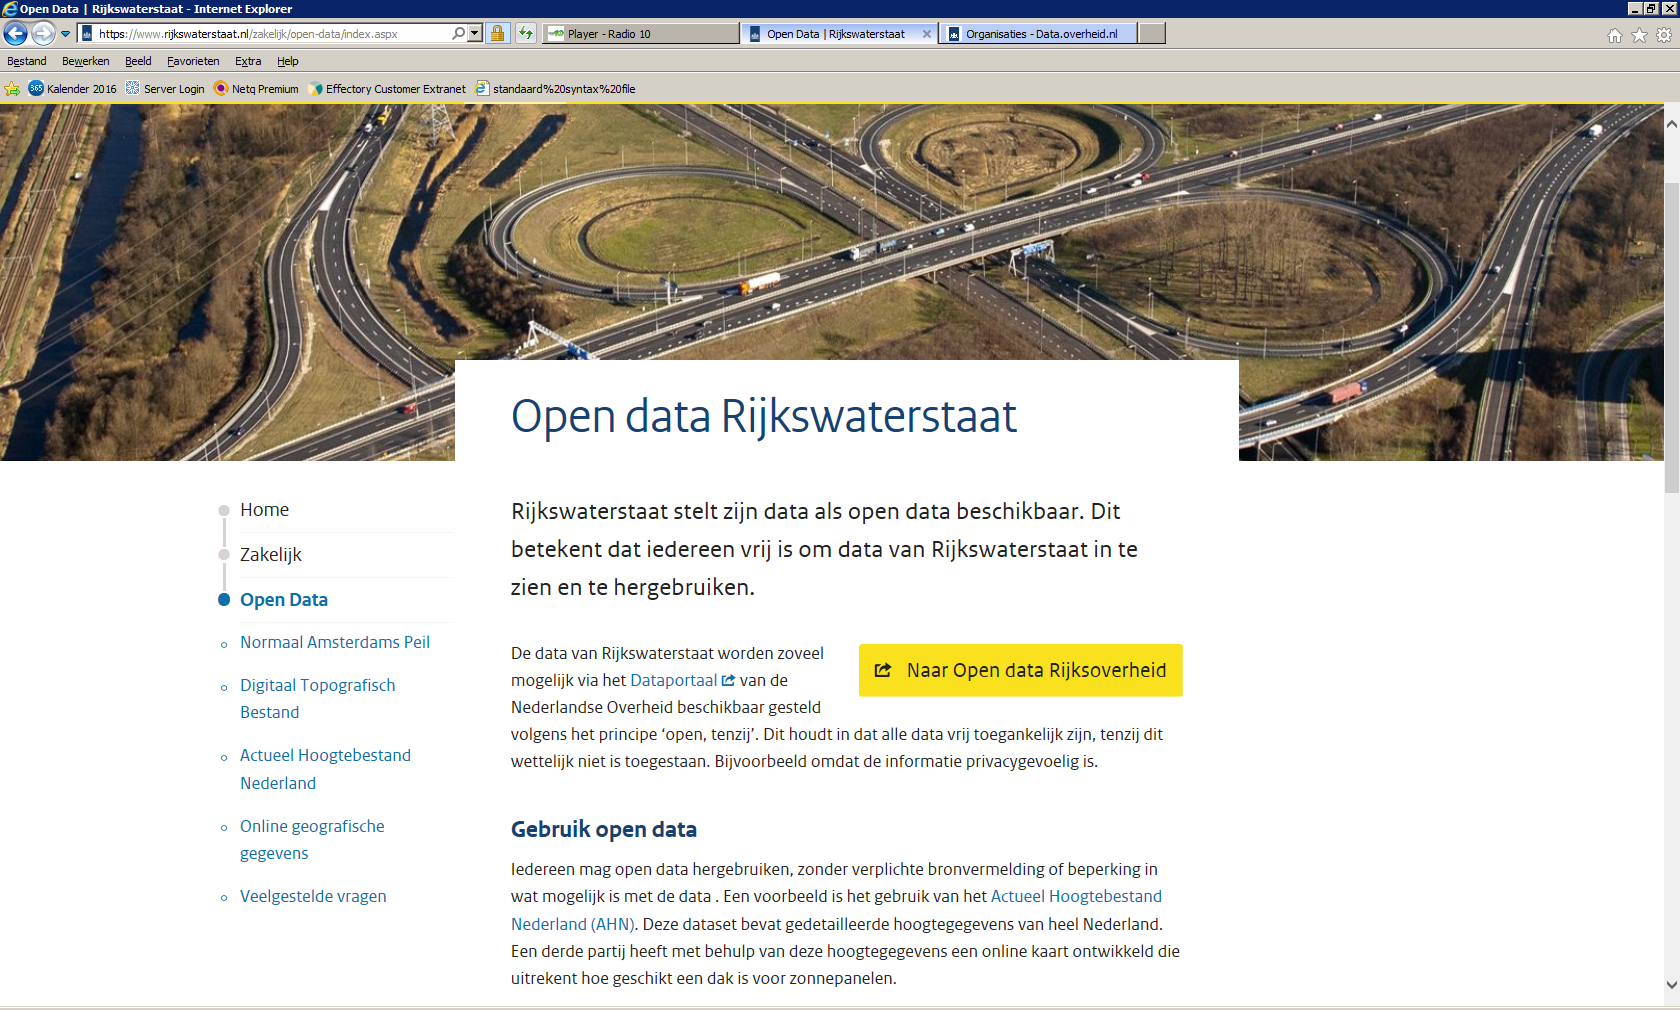 Open Data | Rijkswaterstaat - Internet Explorer
https://www.rijkswaterstaat.nl/zakelijk/open-data/index.aspx
Player - Radio 10
Open Data | Rijkswaterstaat
Organisaties - Data.overheid.nl
Bestand Bewerken Beeld Favorieten Extra Help
365 Kalender 2016 Server Login Netq Premium Effectory Customer Extranet standaard%20syntax%20file
Open data Rijkswaterstaat
Home
Zakelijk
Open Data
Normaal Amsterdams Peil
Digitaal Topografisch
Bestand
Actueel Hoogtebestand
Nederland
Online geografische
gegevens
Veelgestelde vragen
Rijkswaterstaat stelt zijn data als open data beschikbaar. Dit
betekent dat iedereen vrij is om data van Rijkswaterstaat in te
zien en te hergebruiken.
De data van Rijkswaterstaat worden zoveel
mogelijk via het Dataportaal van de
Nederlandse Overheid beschikbaar gesteld
volgens het principe ‘open, tenzij’. Dit houdt in dat alle data vrij toegankelijk zijn, tenzij dit
wettelijk niet is toegestaan. Bijvoorbeeld omdat de informatie privacygevoelig is.
Naar Open data Rijksoverheid
Gebruik open data
Iedereen mag open data hergebruiken, zonder verplichte bronvermelding of beperking in
wat mogelijk is met de data . Een voorbeeld is het gebruik van het Actueel Hoogtebestand
Nederland (AHN). Deze dataset bevat gedetailleerde hoogtegegevens van heel Nederland.
Een derde partij heeft met behulp van deze hoogtegegevens een online kaart ontwikkeld die
uitrekent hoe geschikt een dak is voor zonnepanelen.